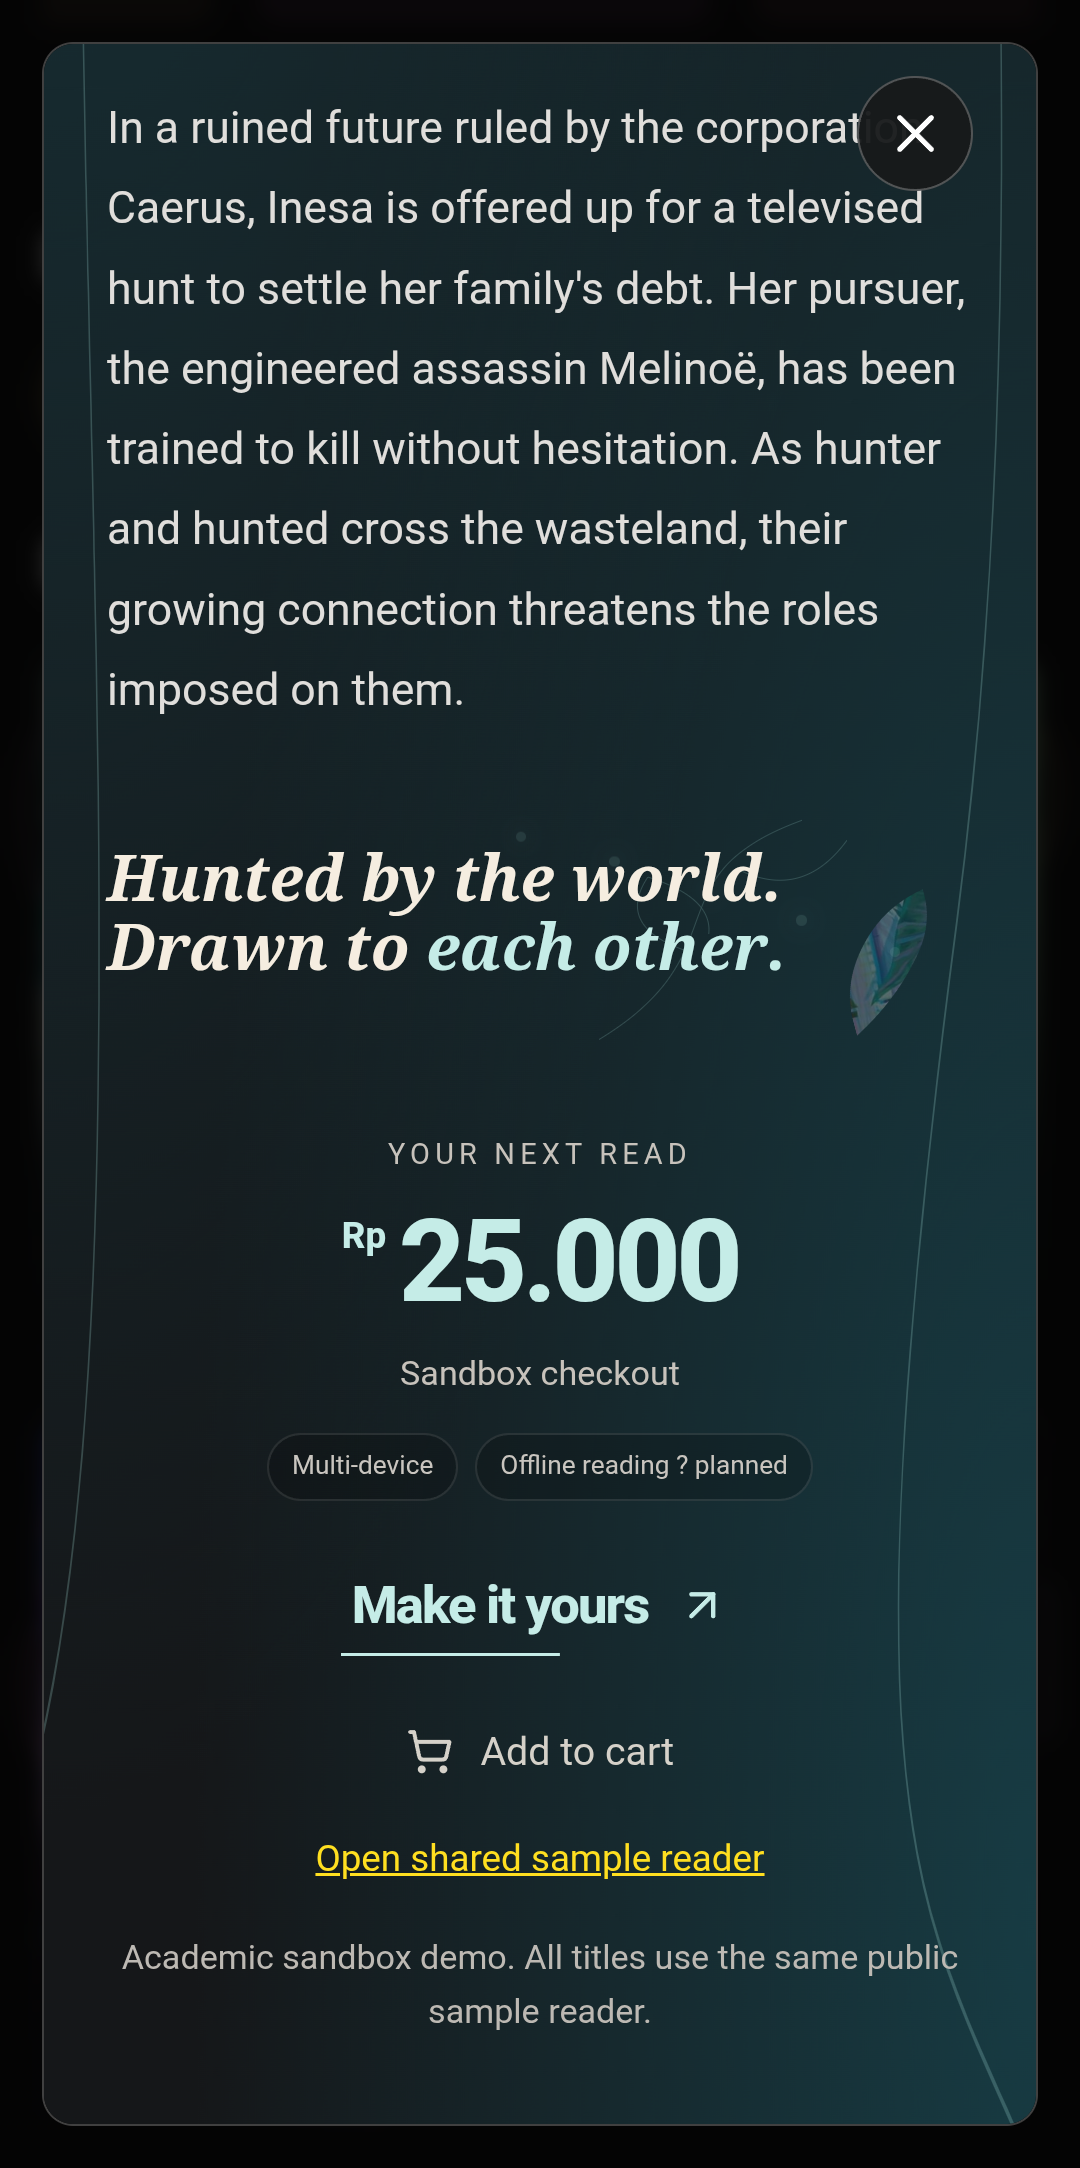 In a ruined future ruled by the corporation
Caerus, Inesa is offered up for a televised
hunt to settle her family's debt. Her pursuer,
the engineered assassin Melinoë, has been
trained to kill without hesitation. As hunter
and hunted cross the wasteland, their
growing connection threatens the roles
imposed on them.
Hunted by the world.
Drawn to each other.
YOUR NEXT READ
Rp 25.000
Sandbox checkout
Multi-device
Offline reading ? planned
Make it yours
Add to cart
Open shared sample reader
Academic sandbox demo. All titles use the same public
sample reader.